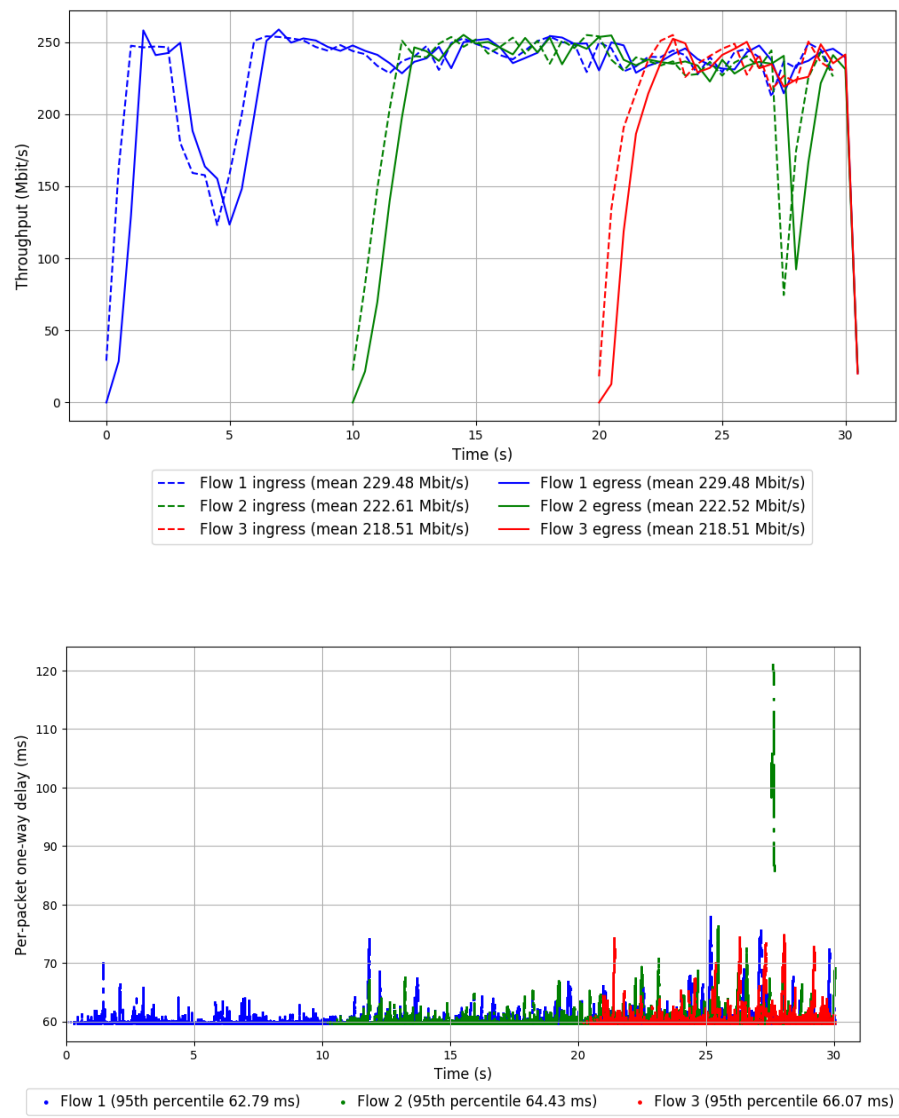 Throughput (Mbit/s)
250
200
150
100
50
0
0 5 10 15 20 25 30
Time (s)
Flow 1 ingress (mean 229.48 Mbit/s) Flow 1 egress (mean 229.48 Mbit/s)
Flow 2 ingress (mean 222.61 Mbit/s) Flow 2 egress (mean 222.52 Mbit/s)
Flow 3 ingress (mean 218.51 Mbit/s) Flow 3 egress (mean 218.51 Mbit/s)
Per-packet one-way delay (ms)
120
110
100
90
80
70
60
0 5 10 15 20 25 30
Time (s)
Flow 1 (95th percentile 62.79 ms) Flow 2 (95th percentile 64.43 ms) Flow 3 (95th percentile 66.07 ms)